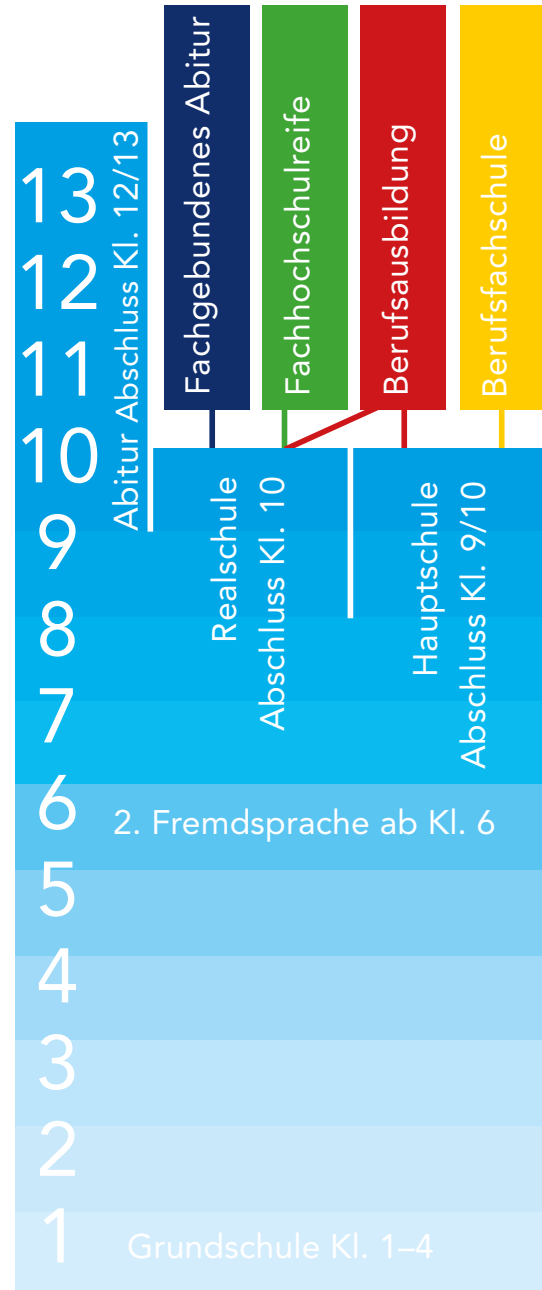 Fachgebundenes Abitur
Fachhochschulreife
Berufsausbildung
Berufsfachschule
13
12
11
10
9
8
7
6
5
4
3
2
1
Abitur Abschluss Kl. 12/13
Realschule
Abschluss Kl. 10
Hauptschule
Abschluss Kl. 9/10
2. Fremdsprache ab Kl. 6
Grundschule Kl. 1–4